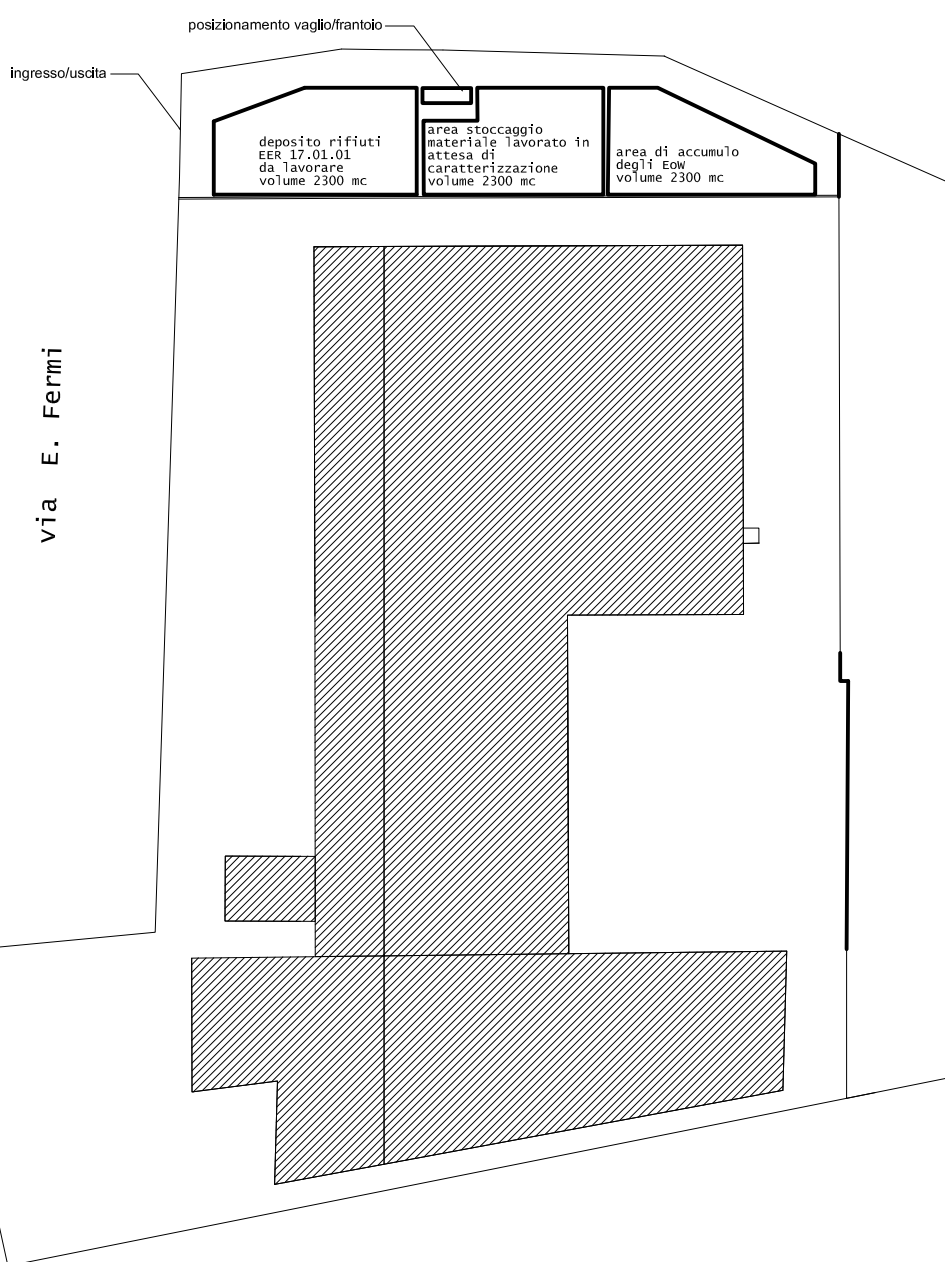 posizionamento vaglio/frantoio
ingresso/uscita
deposito rifiuti
EER 17.01.01
da lavorare
volume 2300 mc
area stoccaggio
materiale lavorato in
attesa di
caratterizzazione
volume 2300 mc
area di accumulo
degli EoW
volume 2300 mc
via E. Fermi